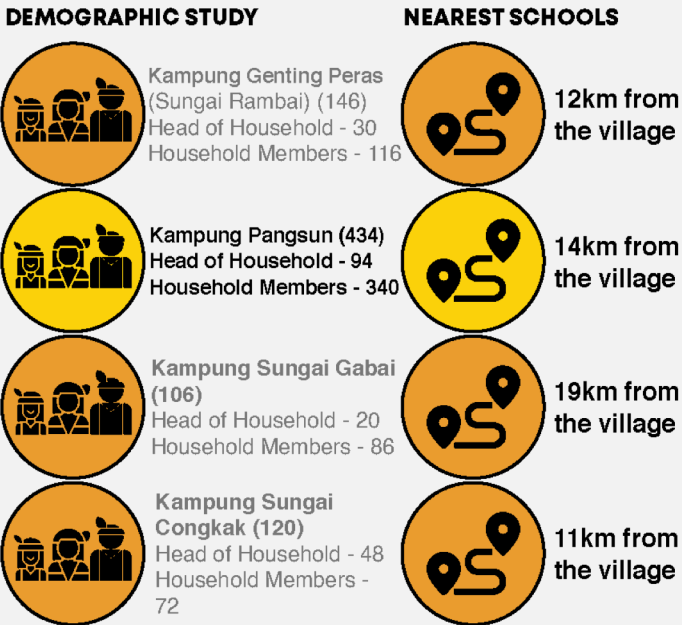 DEMOGRAPHIC STUDY
NEAREST SCHOOLS
Kampung Genting Peras
(Sungai Rambai) (146)
Head of Household - 30
Household Members - 116
12km from
the village
Kampung Pangsun (434)
Head of Household - 94
Household Members - 340
14km from
the village
Kampung Sungai Gabai
(106)
Head of Household - 20
Household Members - 86
19km from
the village
Kampung Sungai
Congkak (120)
Head of Household - 48
Household Members -
72
11km from
the village